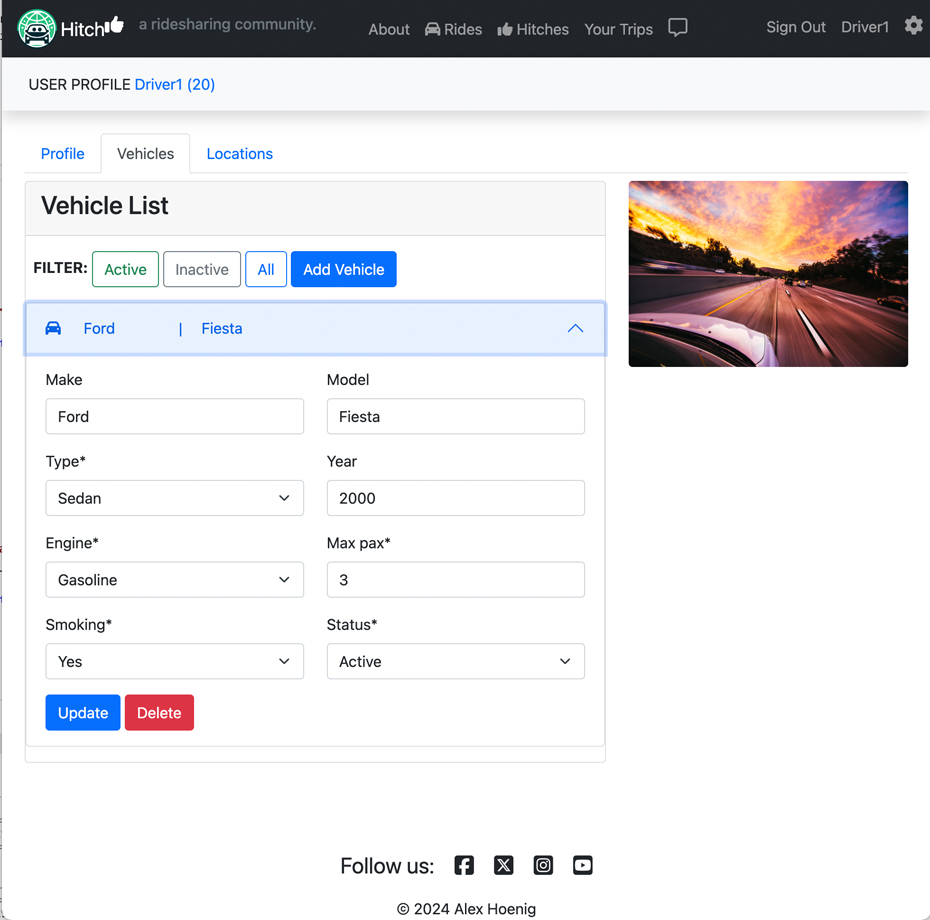 Hitch a ridesharing community. About Rides Hitches Your Trips Sign Out Driver1
USER PROFILE Driver1 (20)
Profile Vehicles Locations
Vehicle List
FILTER: Active Inactive All Add Vehicle
Ford | Fiesta
Make Model
Ford Fiesta
Type* Year
Sedan 2000
Engine* Max pax*
Gasoline 3
Smoking* Status*
Yes Active
Update Delete
Follow us:
© 2024 Alex Hoenig